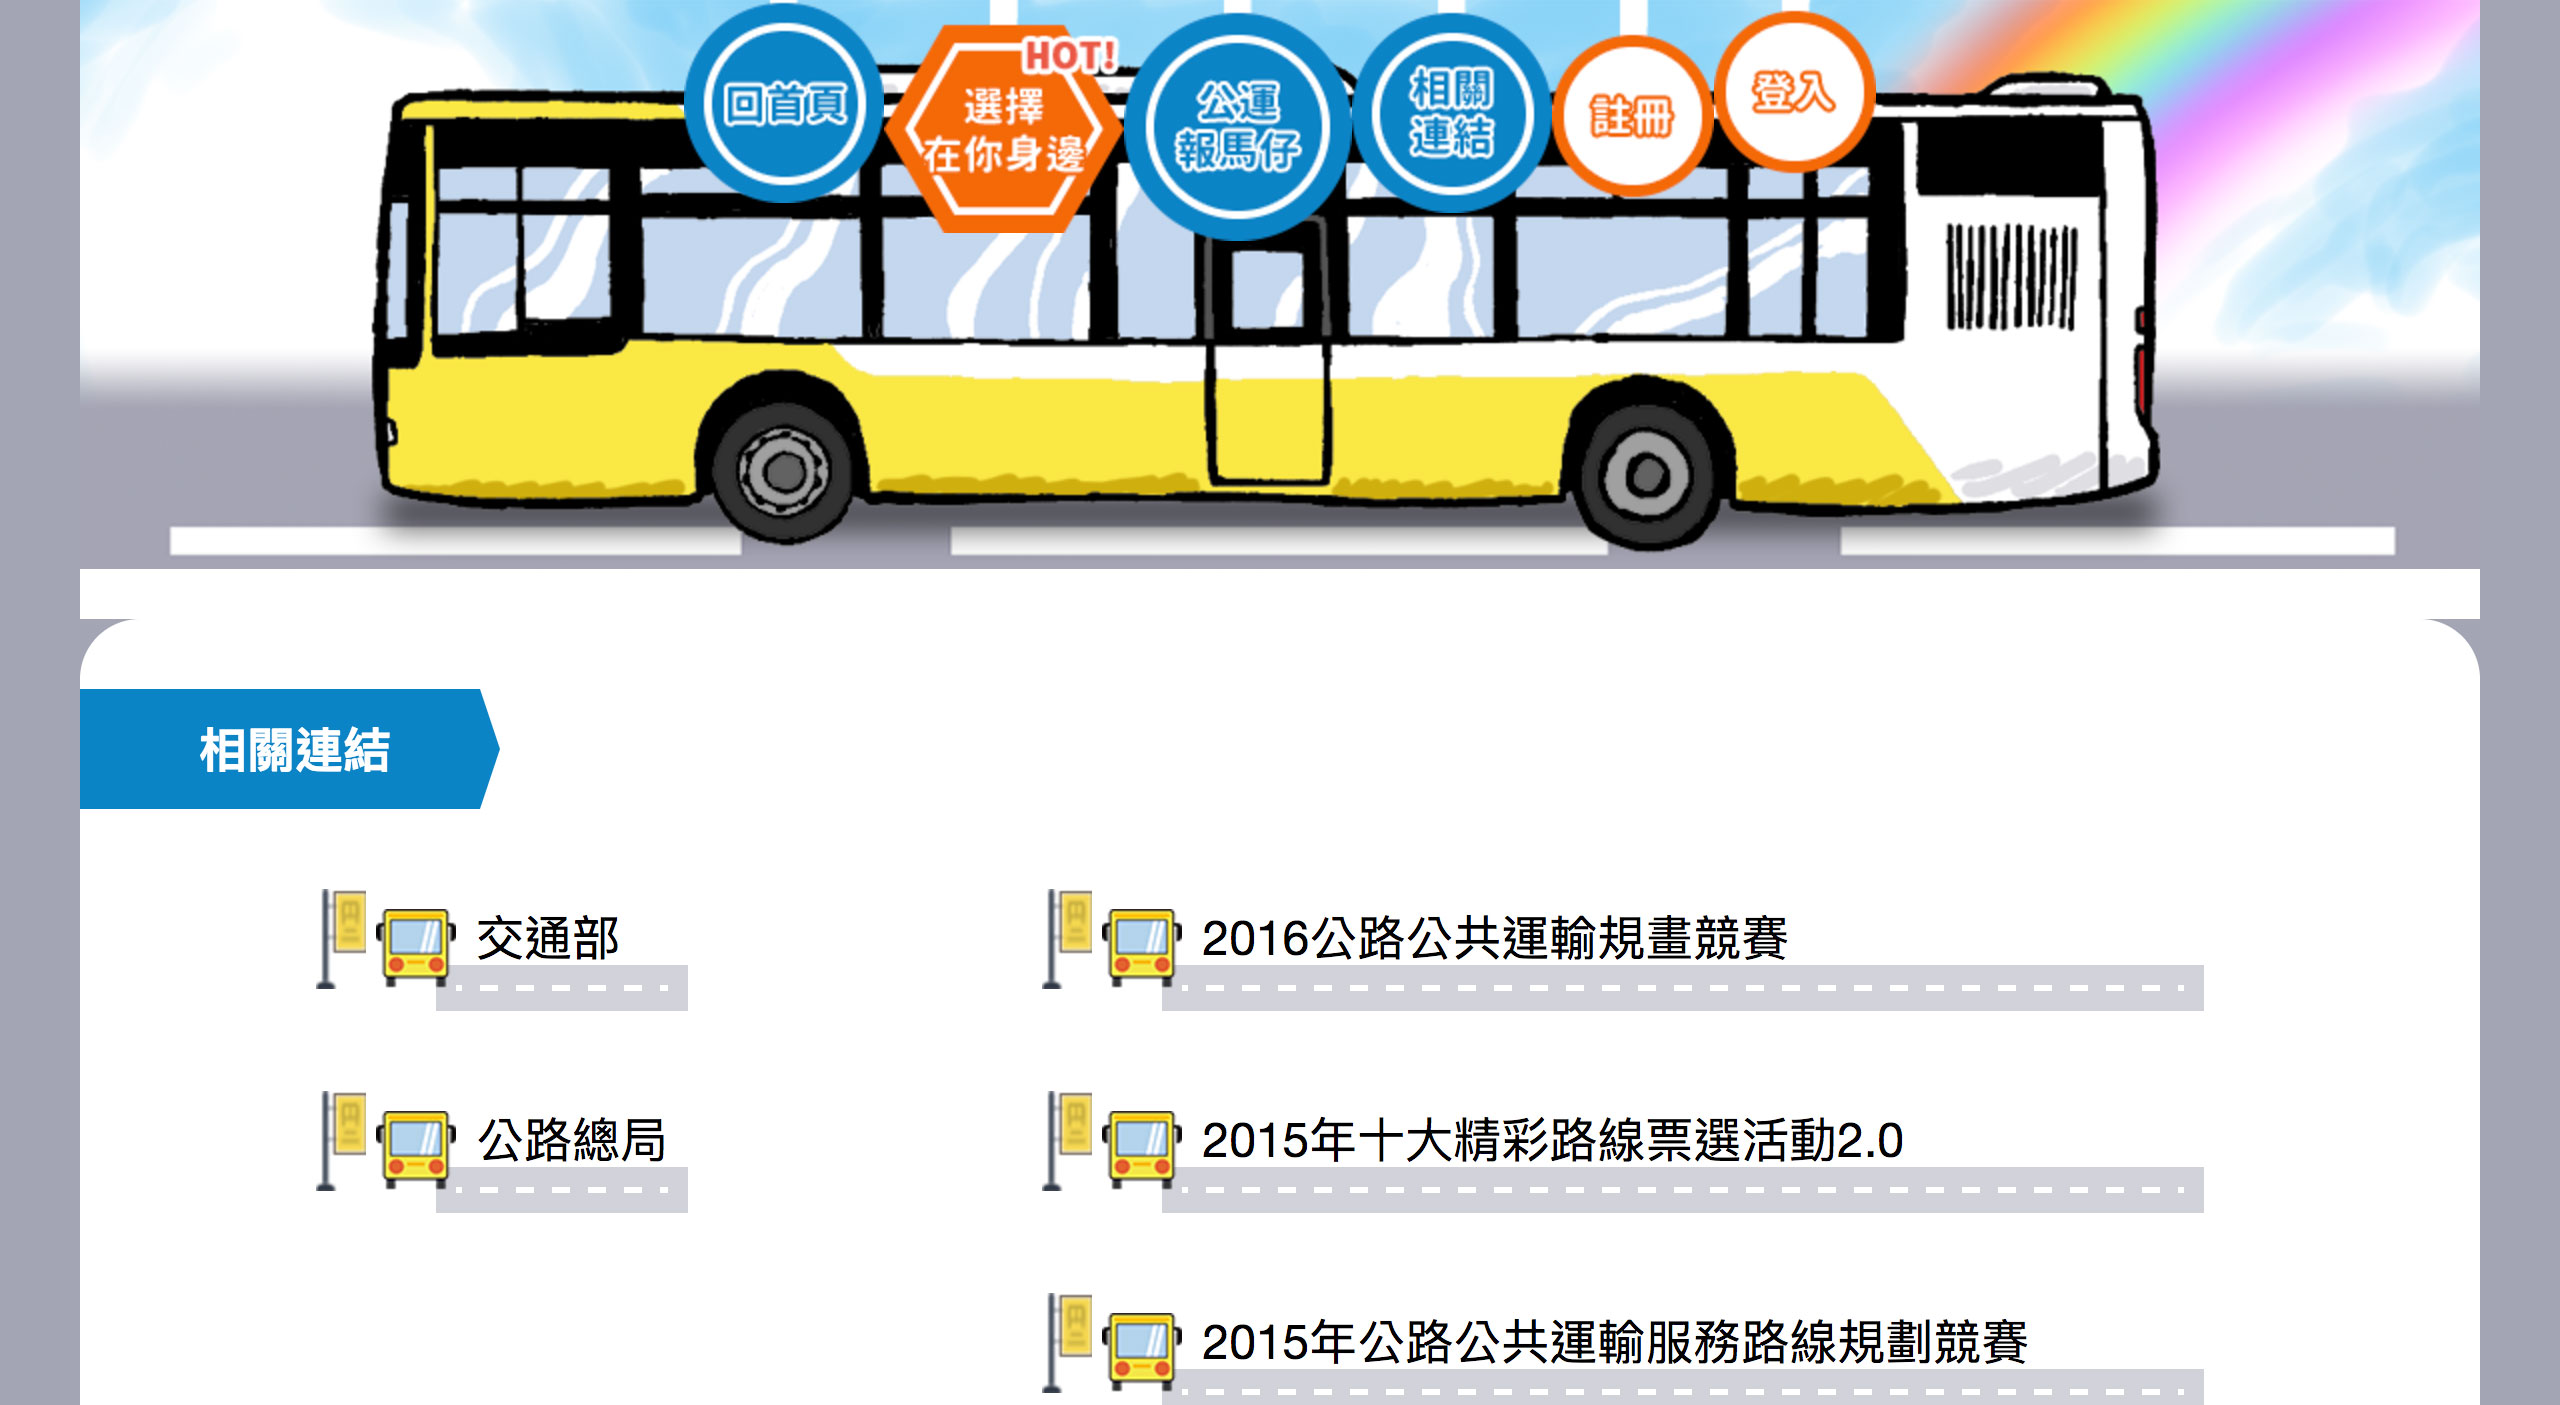 回首頁
HOT!
選擇
在你身邊
公運
報馬仔
相關
連結
註冊
登入
相關連結
交通部
2016公路公共運輸規畫競賽
公路總局
2015年十大精彩路線票選活動2.0
2015年公路公共運輸服務路線規劃競賽